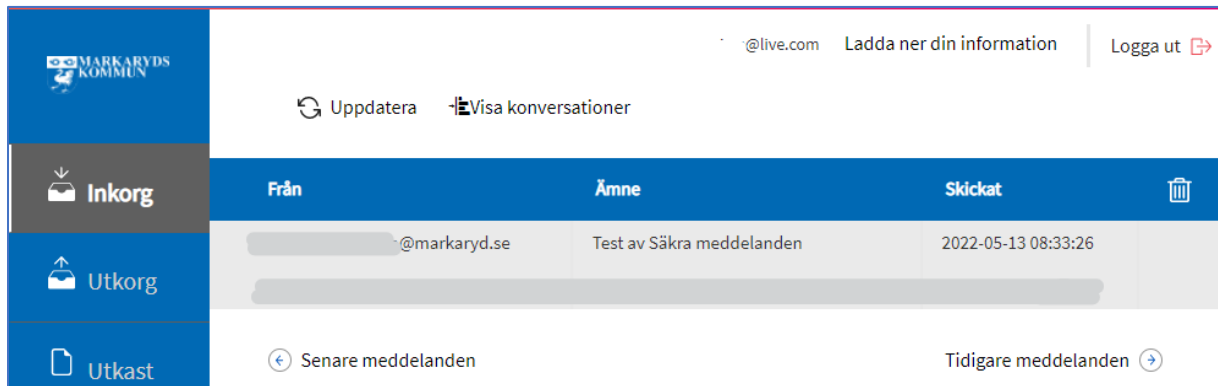 MARKARYDS
KOMMUN
@live.com Ladda ner din information Logga ut
Uppdatera Visa konversationer
Inkorg
Från Ämne Skickat
@markaryd.se Test av Säkra meddelanden 2022-05-13 08:33:26
Utkorg
Senare meddelanden Tidigare meddelanden
Utkast